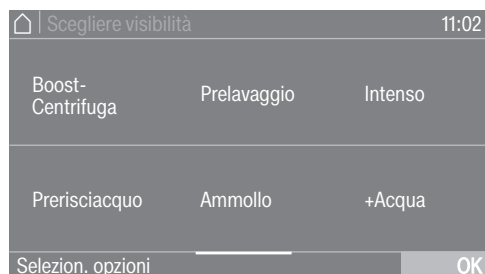 Scegliere visibilità 11:02
Boost-
Centrifuga
Prelavaggio
Intenso
Prerisciacquo
Ammollo
+Acqua
Selezion. opzioni OK